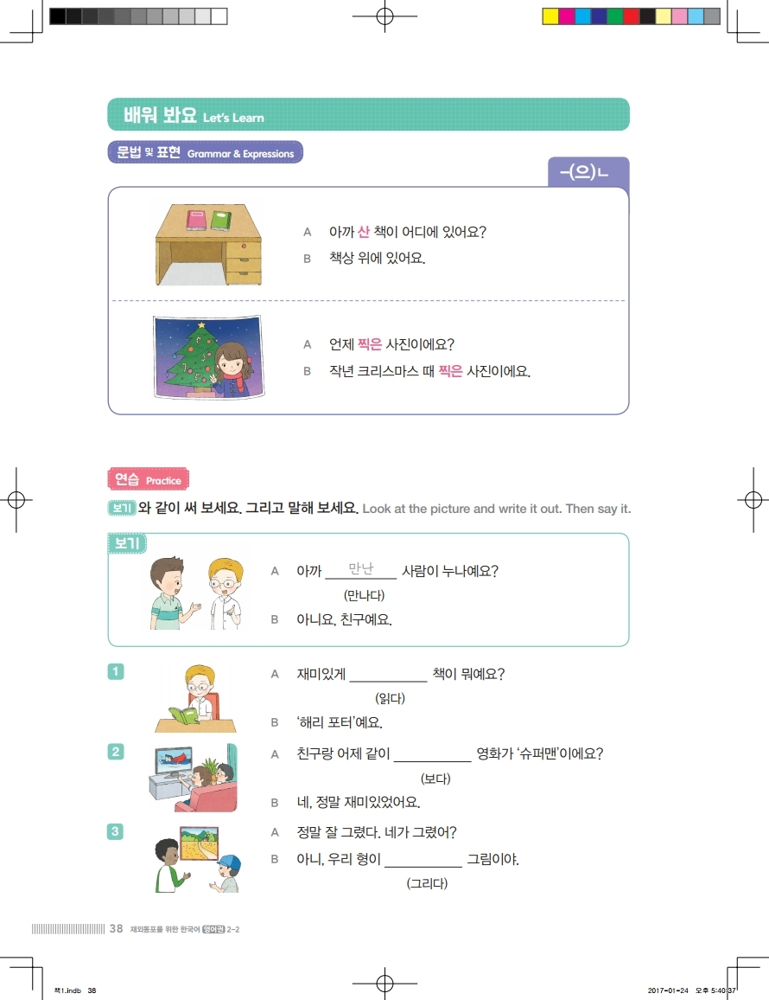 배워 봐요 Let's Learn
문법 및 표현 Grammar & Expressions
-(으)ㄴ
A 아까 산 책이 어디에 있어요?
B 책상 위에 있어요.
A 언제 찍은 사진이에요?
B 작년 크리스마스 때 찍은 사진이에요.
연습 Practice
보기 와 같이 써 보세요. 그리고 말해 보세요. Look at the picture and write it out. Then say it.
보기
A 아까 만난 사람이 누나예요?
(만나다)
B 아니요, 친구예요.
1
A 재미있게 __________ 책이 뭐예요?
(읽다)
B ‘해리 포터’예요.
2
A 친구랑 어제 같이 __________ 영화가 ‘슈퍼맨’이에요?
(보다)
B 네, 정말 재미있었어요.
3
A 정말 잘 그렸다. 네가 그렸어?
B 아니, 우리 형이 __________ 그림이야.
(그리다)
38 재외동포를 위한 한국어 영어권 2-2
책1.indb 38
2017-01-24 오후 5:40:37